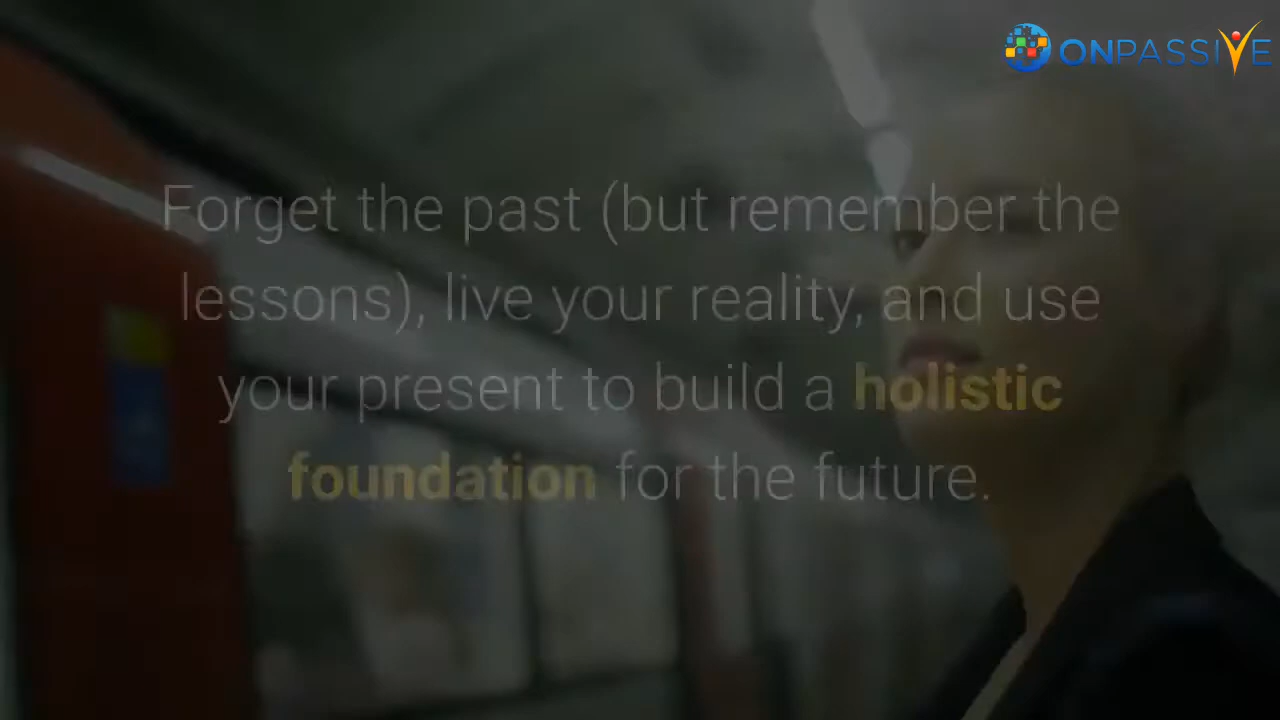 ONPASSIVE
Forget the past (but remember the
lessons), live your reality, and use
your present to build a holistic
foundation for the future.